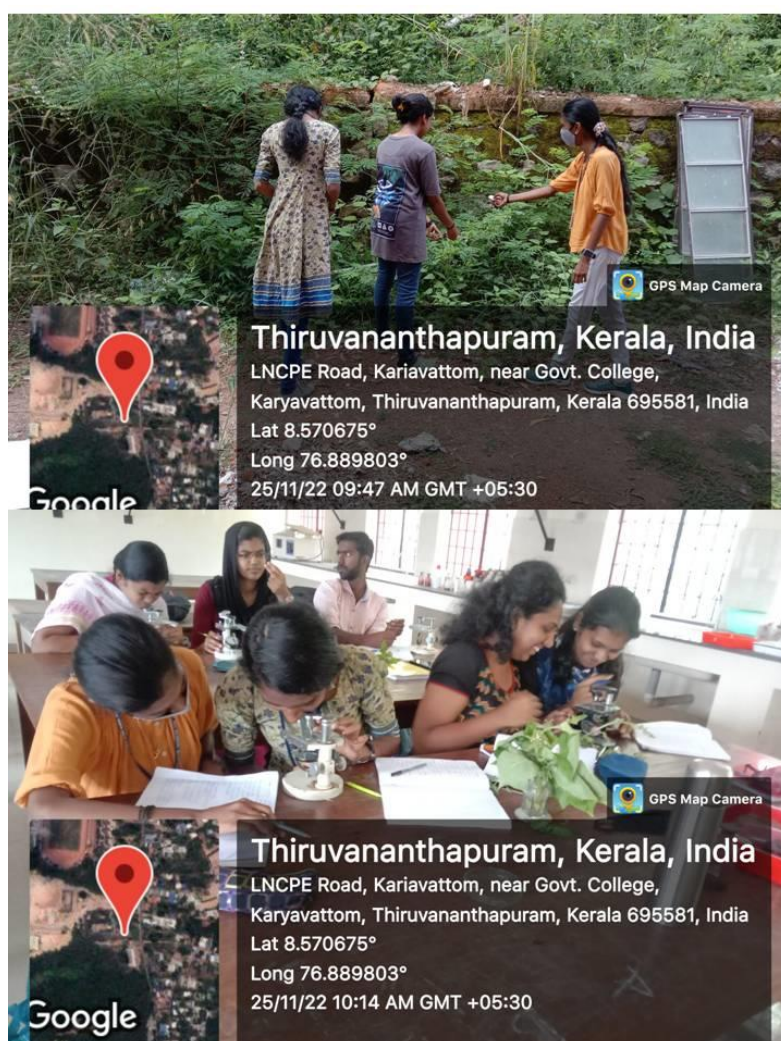 GPS Map Camera
Thiruvananthapuram, Kerala, India
LNCPE Road, Kariavattom, near Govt. College,
Karyavattom, Thiruvananthapuram, Kerala 695581, India
Lat 8.570675°
Long 76.889803°
25/11/22 09:47 AM GMT +05:30
Google
GPS Map Camera
Thiruvananthapuram, Kerala, India
LNCPE Road, Kariavattom, near Govt. College,
Karyavattom, Thiruvananthapuram, Kerala 695581, India
Lat 8.570675°
Long 76.889803°
25/11/22 10:14 AM GMT +05:30
Google